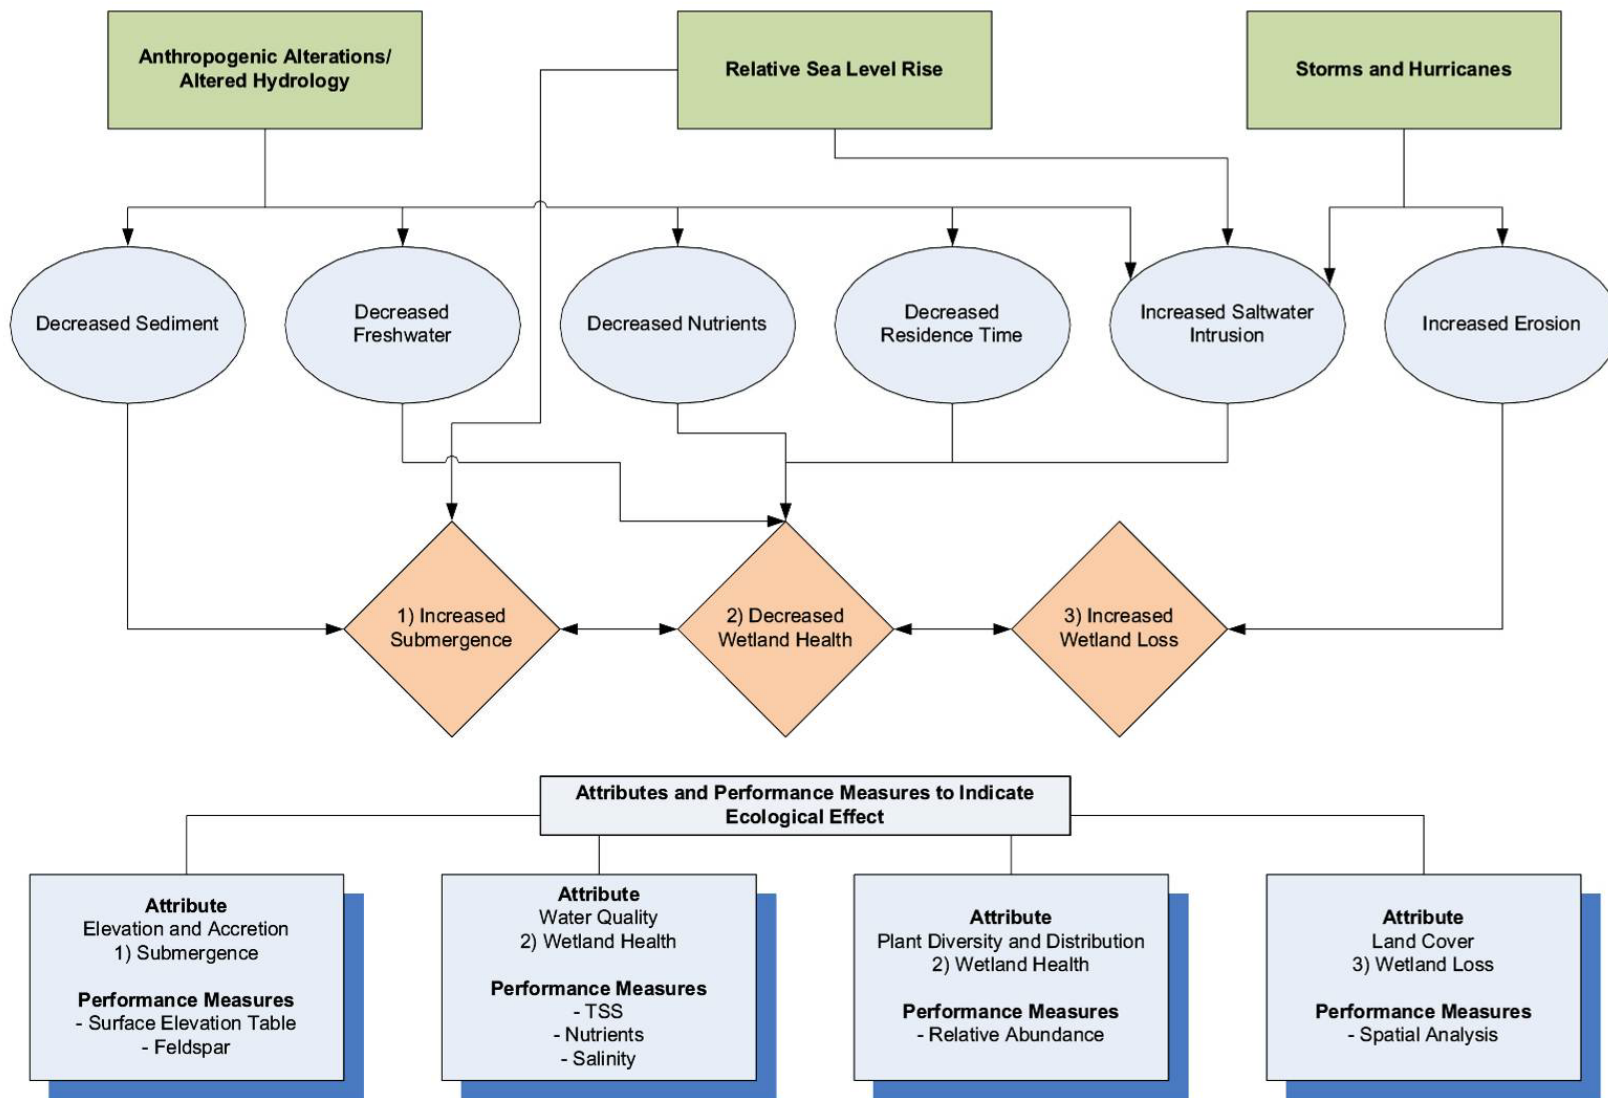 Anthropogenic Alterations/
Altered Hydrology
Relative Sea Level Rise
Storms and Hurricanes
Decreased Sediment
Decreased
Freshwater
Decreased Nutrients
Decreased
Residence Time
Increased Saltwater
Intrusion
Increased Erosion
1) Increased
Submergence
2) Decreased
Wetland Health
3) Increased
Wetland Loss
Attributes and Performance Measures to Indicate
Ecological Effect
Attribute
Elevation and Accretion
1) Submergence
Performance Measures
- Surface Elevation Table
- Feldspar
Attribute
Water Quality
2) Wetland Health
Performance Measures
- TSS
- Nutrients
- Salinity
Attribute
Plant Diversity and Distribution
2) Wetland Health
Performance Measures
- Relative Abundance
Attribute
Land Cover
3) Wetland Loss
Performance Measures
- Spatial Analysis